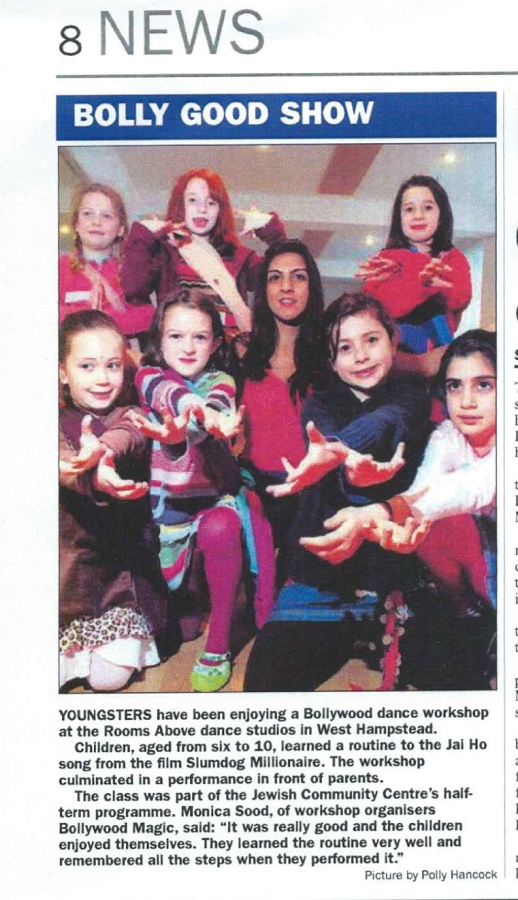 8 NEWS
BOLLY GOOD SHOW
YOUNGSTERS have been enjoying a Bollywood dance workshop
at the Rooms Above dance studios in West Hampstead.
Children, aged from six to 10, learned a routine to the Jai Ho
song from the film Slumdog Millionaire. The workshop
culminated in a performance in front of parents.
The class was part of the Jewish Community Centre's half-
term programme. Monica Sood, of workshop organisers
Bollywood Magic, said: "It was really good and the children
enjoyed themselves. They learned the routine very well and
remembered all the steps when they performed it."
Picture by Polly Hancock